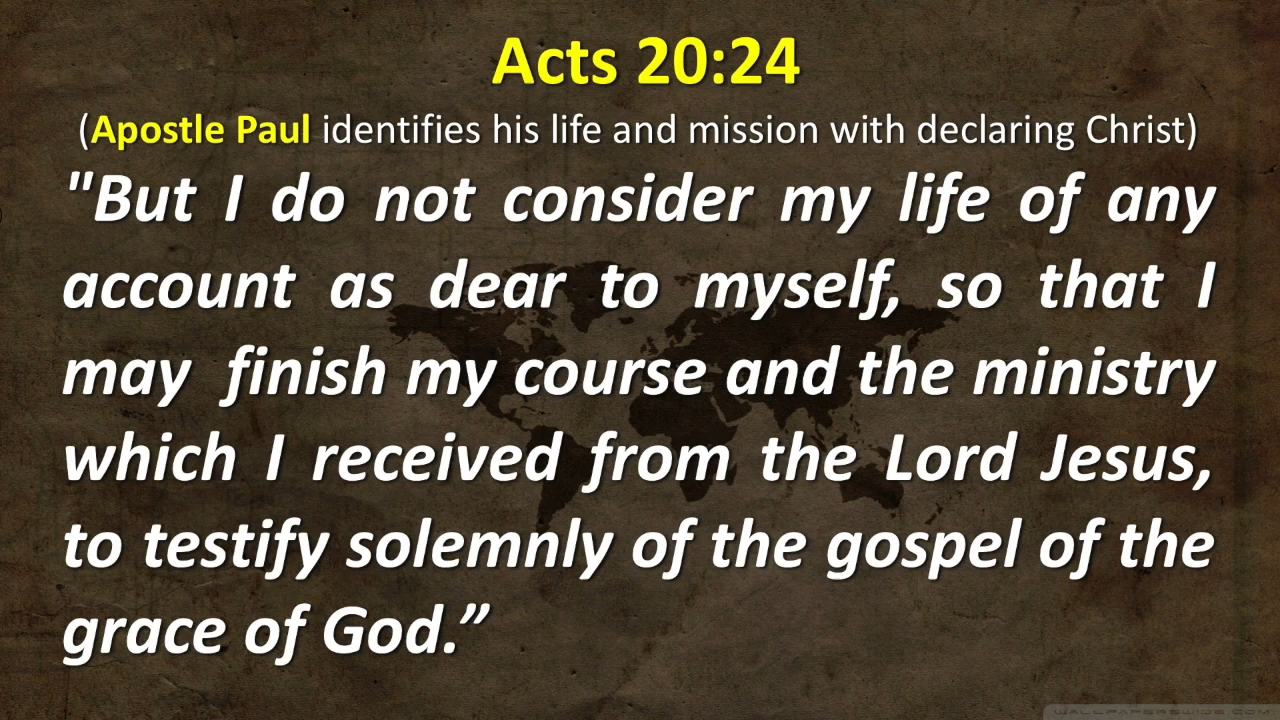 Acts 20:24
(Apostle Paul identifies his life and mission with declaring Christ)
"But I do not consider my life of any
account as dear to myself, so that I
may  finish my course and the ministry
which I received from the Lord Jesus,
to testify solemnly of the gospel of the
grace of God.”
WALLPAPERSWIDE.COM